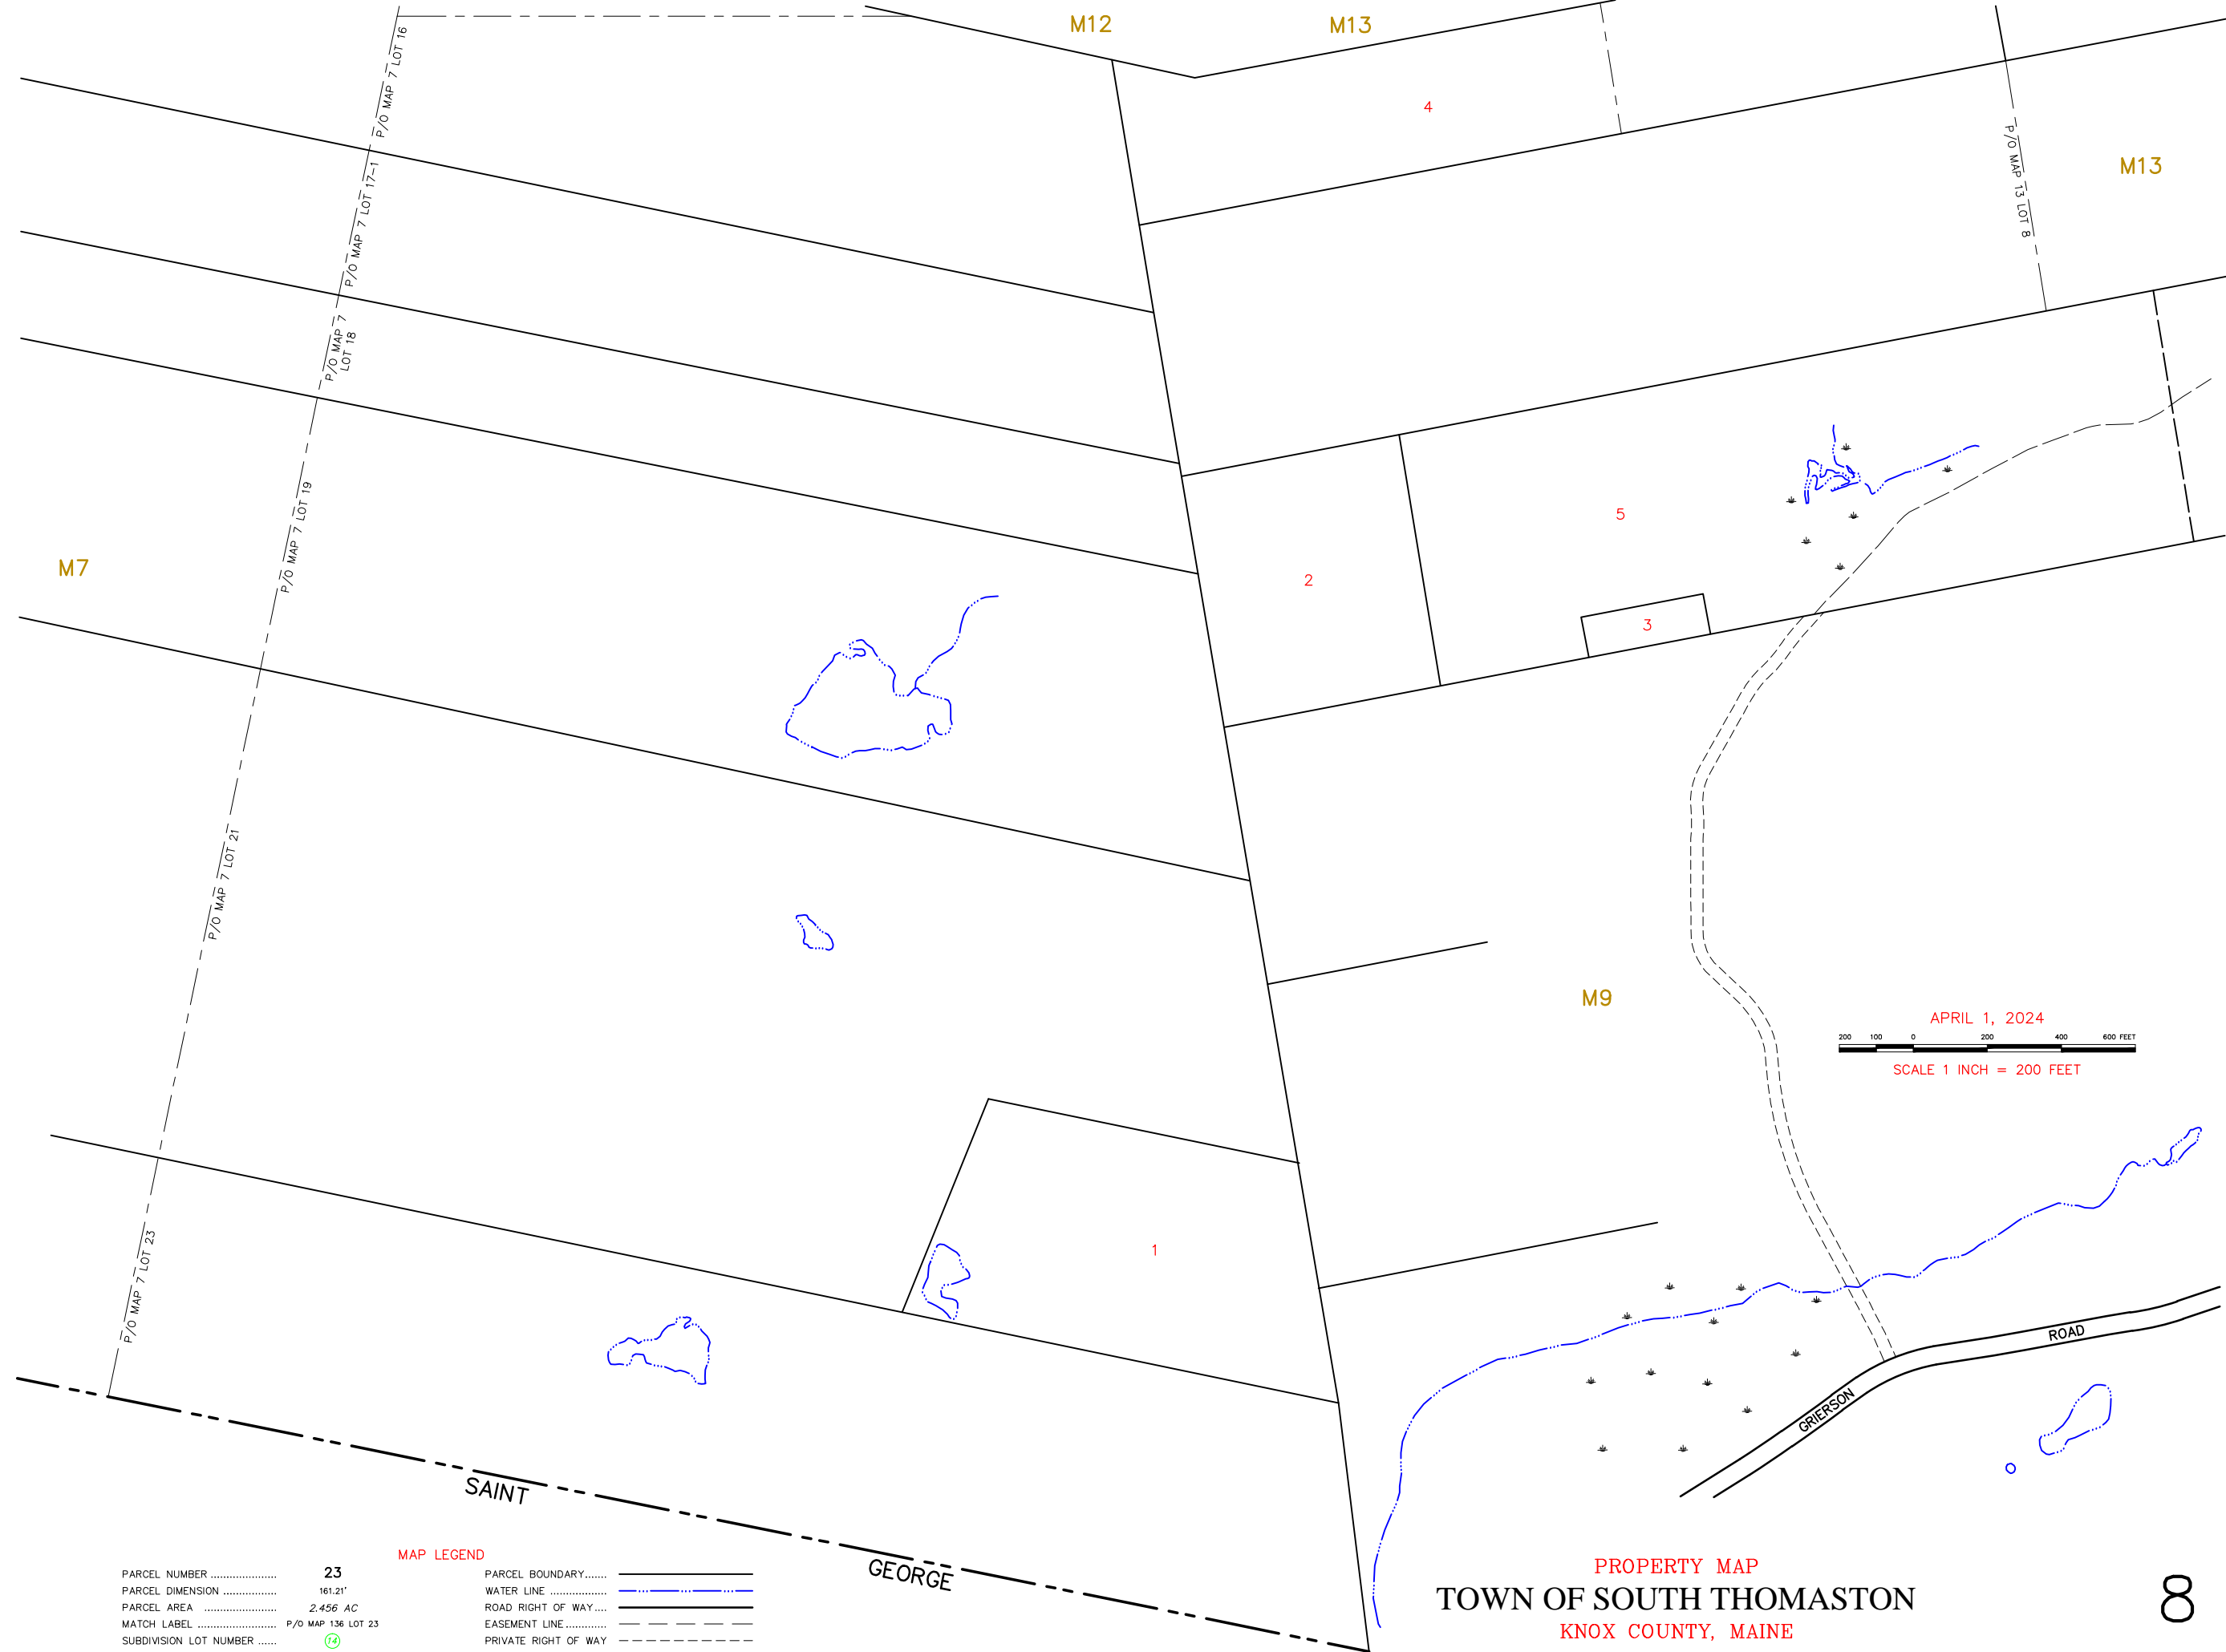 M12
M13
P/O MAP 7 LOT 16
4
P/O MAP 13 LOT 8
M13
P/O MAP 7 LOT 17-1
P/O MAP 7
LOT 18
P/O MAP 7 LOT 19
M7
5
2
3
P/O MAP 7 LOT 21
M9
APRIL 1, 2024
200 100 0 200 400 600 FEET
SCALE 1 INCH = 200 FEET
1
P/O MAP 7 LOT 23
GRIERSON ROAD
SAINT GEORGE
MAP LEGEND
PARCEL NUMBER .................... 23
PARCEL DIMENSION ................. 161.21'
PARCEL AREA ....................... 2.456 AC
MATCH LABEL ......................... P/O MAP 136 LOT 23
SUBDIVISION LOT NUMBER ...... 14
PARCEL BOUNDARY.......
WATER LINE ..................
ROAD RIGHT OF WAY....
EASEMENT LINE.............
PRIVATE RIGHT OF WAY
PROPERTY MAP
TOWN OF SOUTH THOMASTON
KNOX COUNTY, MAINE
8